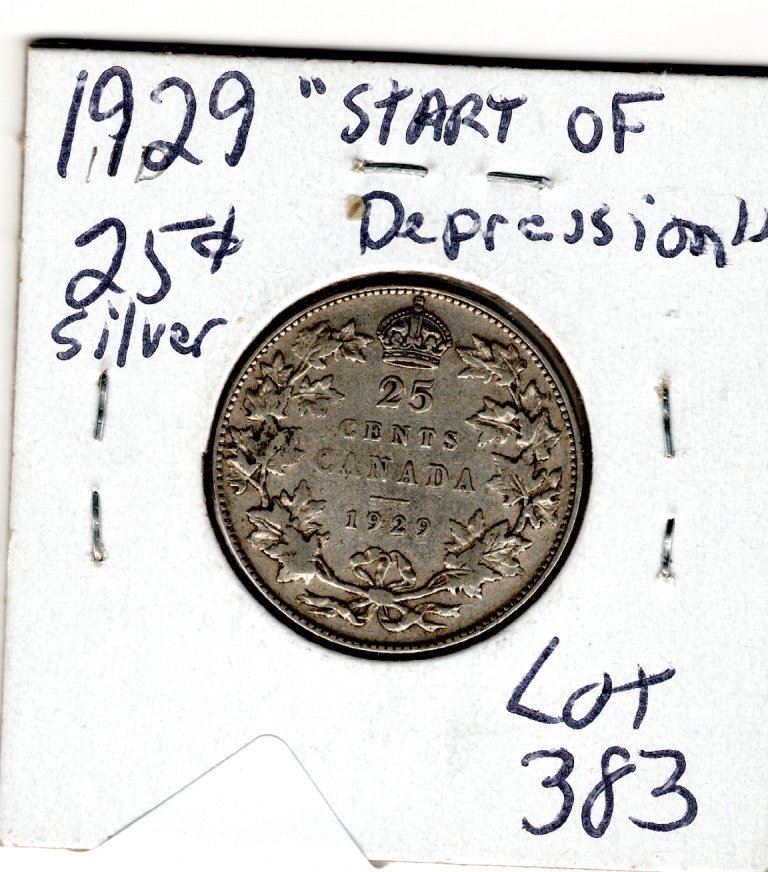 1929 "START OF
Depression"
25¢
silver
25
CENTS
CANADA
1929
Lot
383